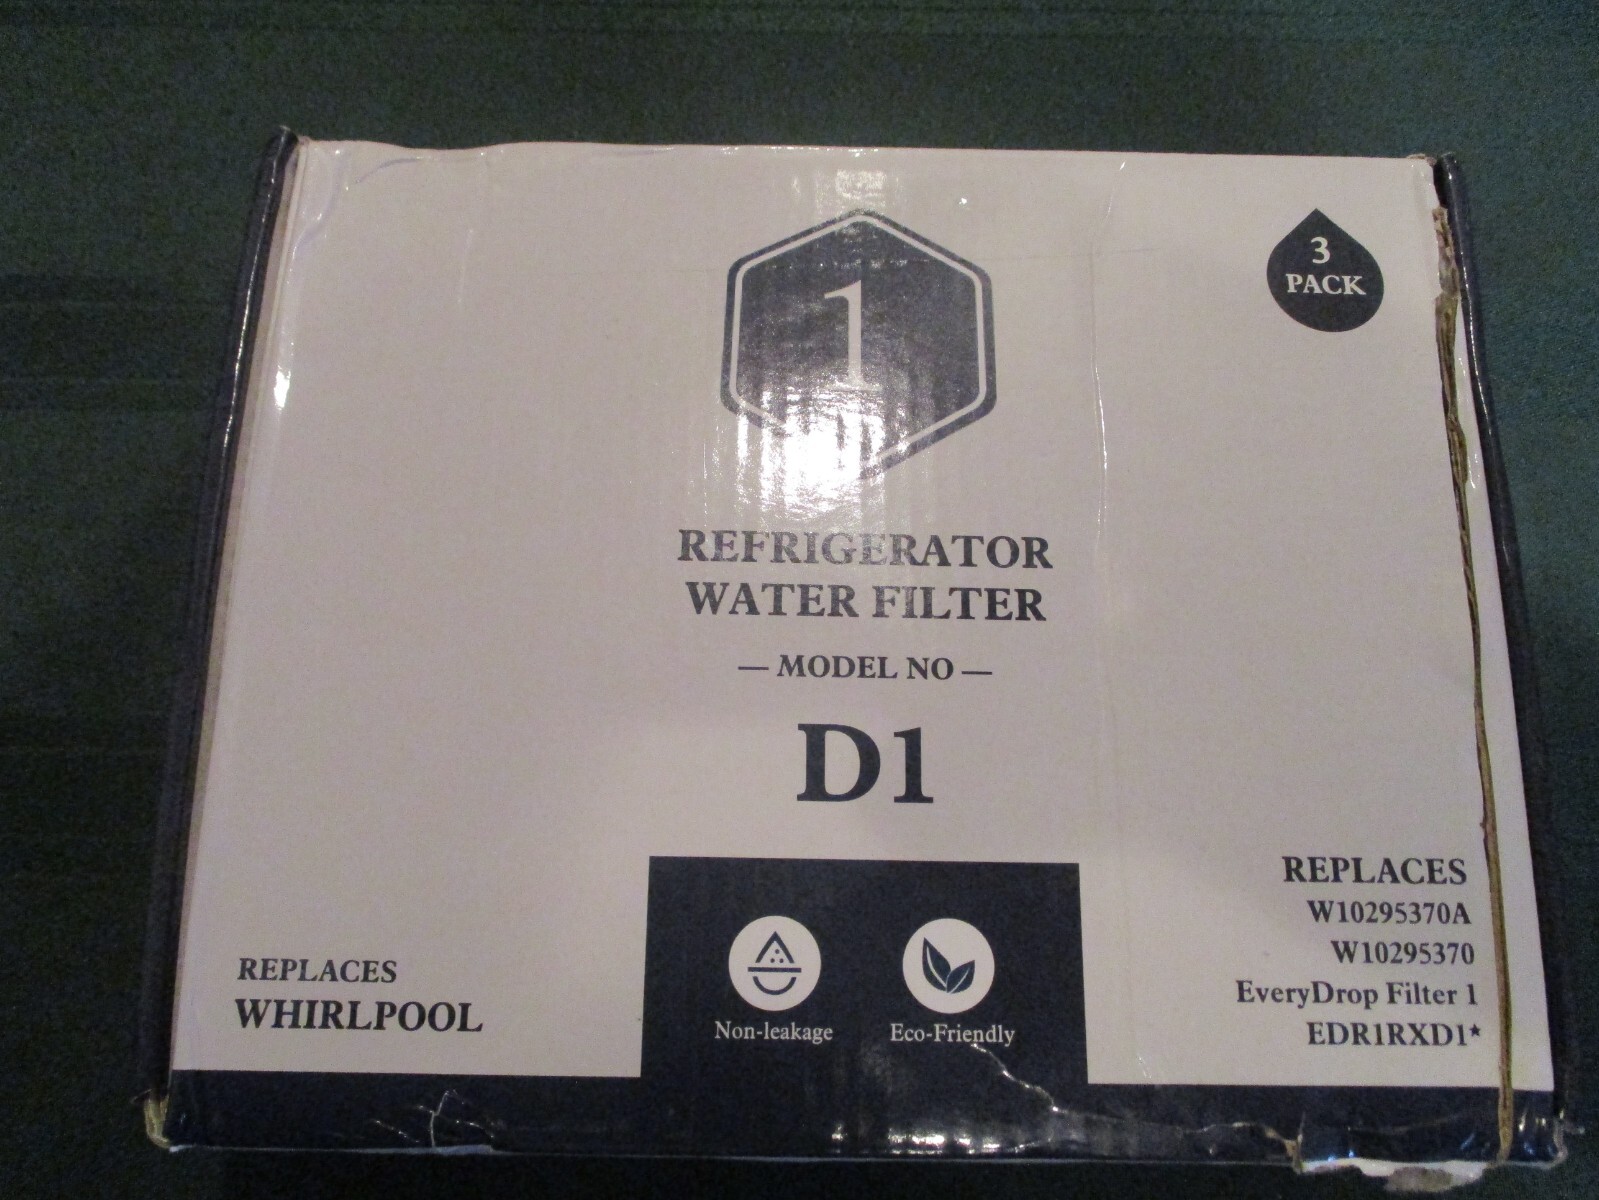 1
3
PACK
REFRIGERATOR
WATER FILTER
— MODEL NO —
D1
REPLACES
WHIRLPOOL
Non-leakage
Eco-Friendly
REPLACES
W10295370A
W10295370
EveryDrop Filter 1
EDR1RXD1*